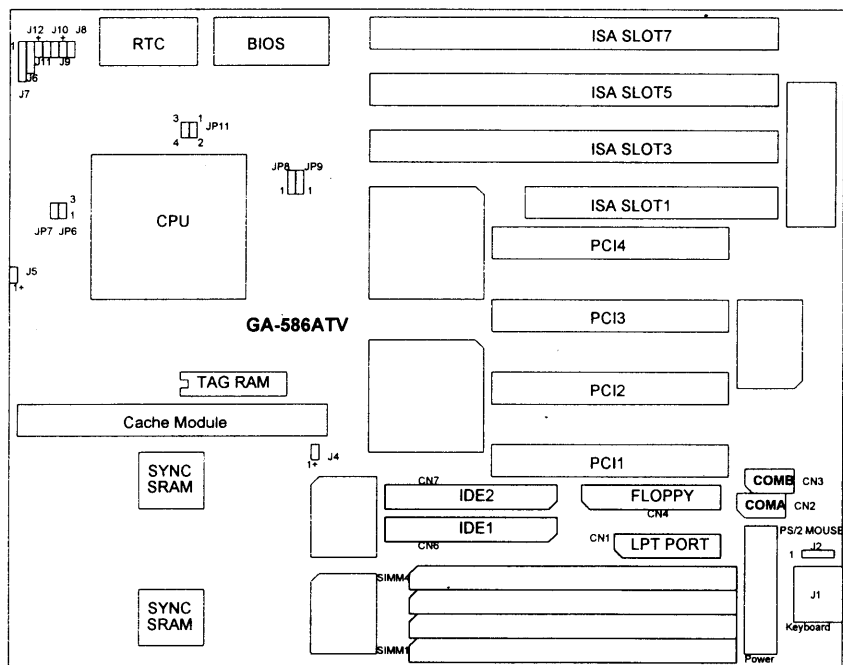 J12 + J10 + J8
1
RTC
BIOS
ISA SLOT7
J11 J9
J6
J7
ISA SLOT5
3 1
JP11
4 2
ISA SLOT3
JP8 JP9
1 1
CPU
ISA SLOT1
3
1
JP7 JP6
PCI4
J5
1+
GA-586ATV
PCI3
TAG RAM
PCI2
Cache Module
J4
1+
SYNC
SRAM
PCI1
CN7
IDE2
FLOPPY
CN4
COMB CN3
COMA CN2
IDE1
CN6
CN1
LPT PORT
PS/2 MOUSE
J2
1
SIMM4
J1
SYNC
SRAM
Keyboard
SIMM1
Power